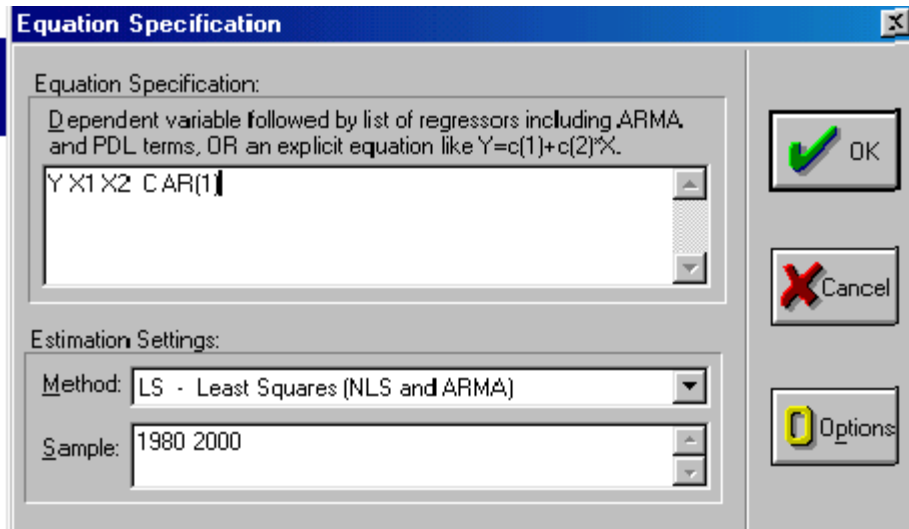 Equation Specification
Equation Specification:
Dependent variable followed by list of regressors including ARMA
and PDL terms, OR an explicit equation like Y=c(1)+c(2)*X.
Y X1 X2 C AR(1)
OK
Cancel
Estimation Settings:
Method: LS - Least Squares (NLS and ARMA)
Sample: 1980 2000
Options